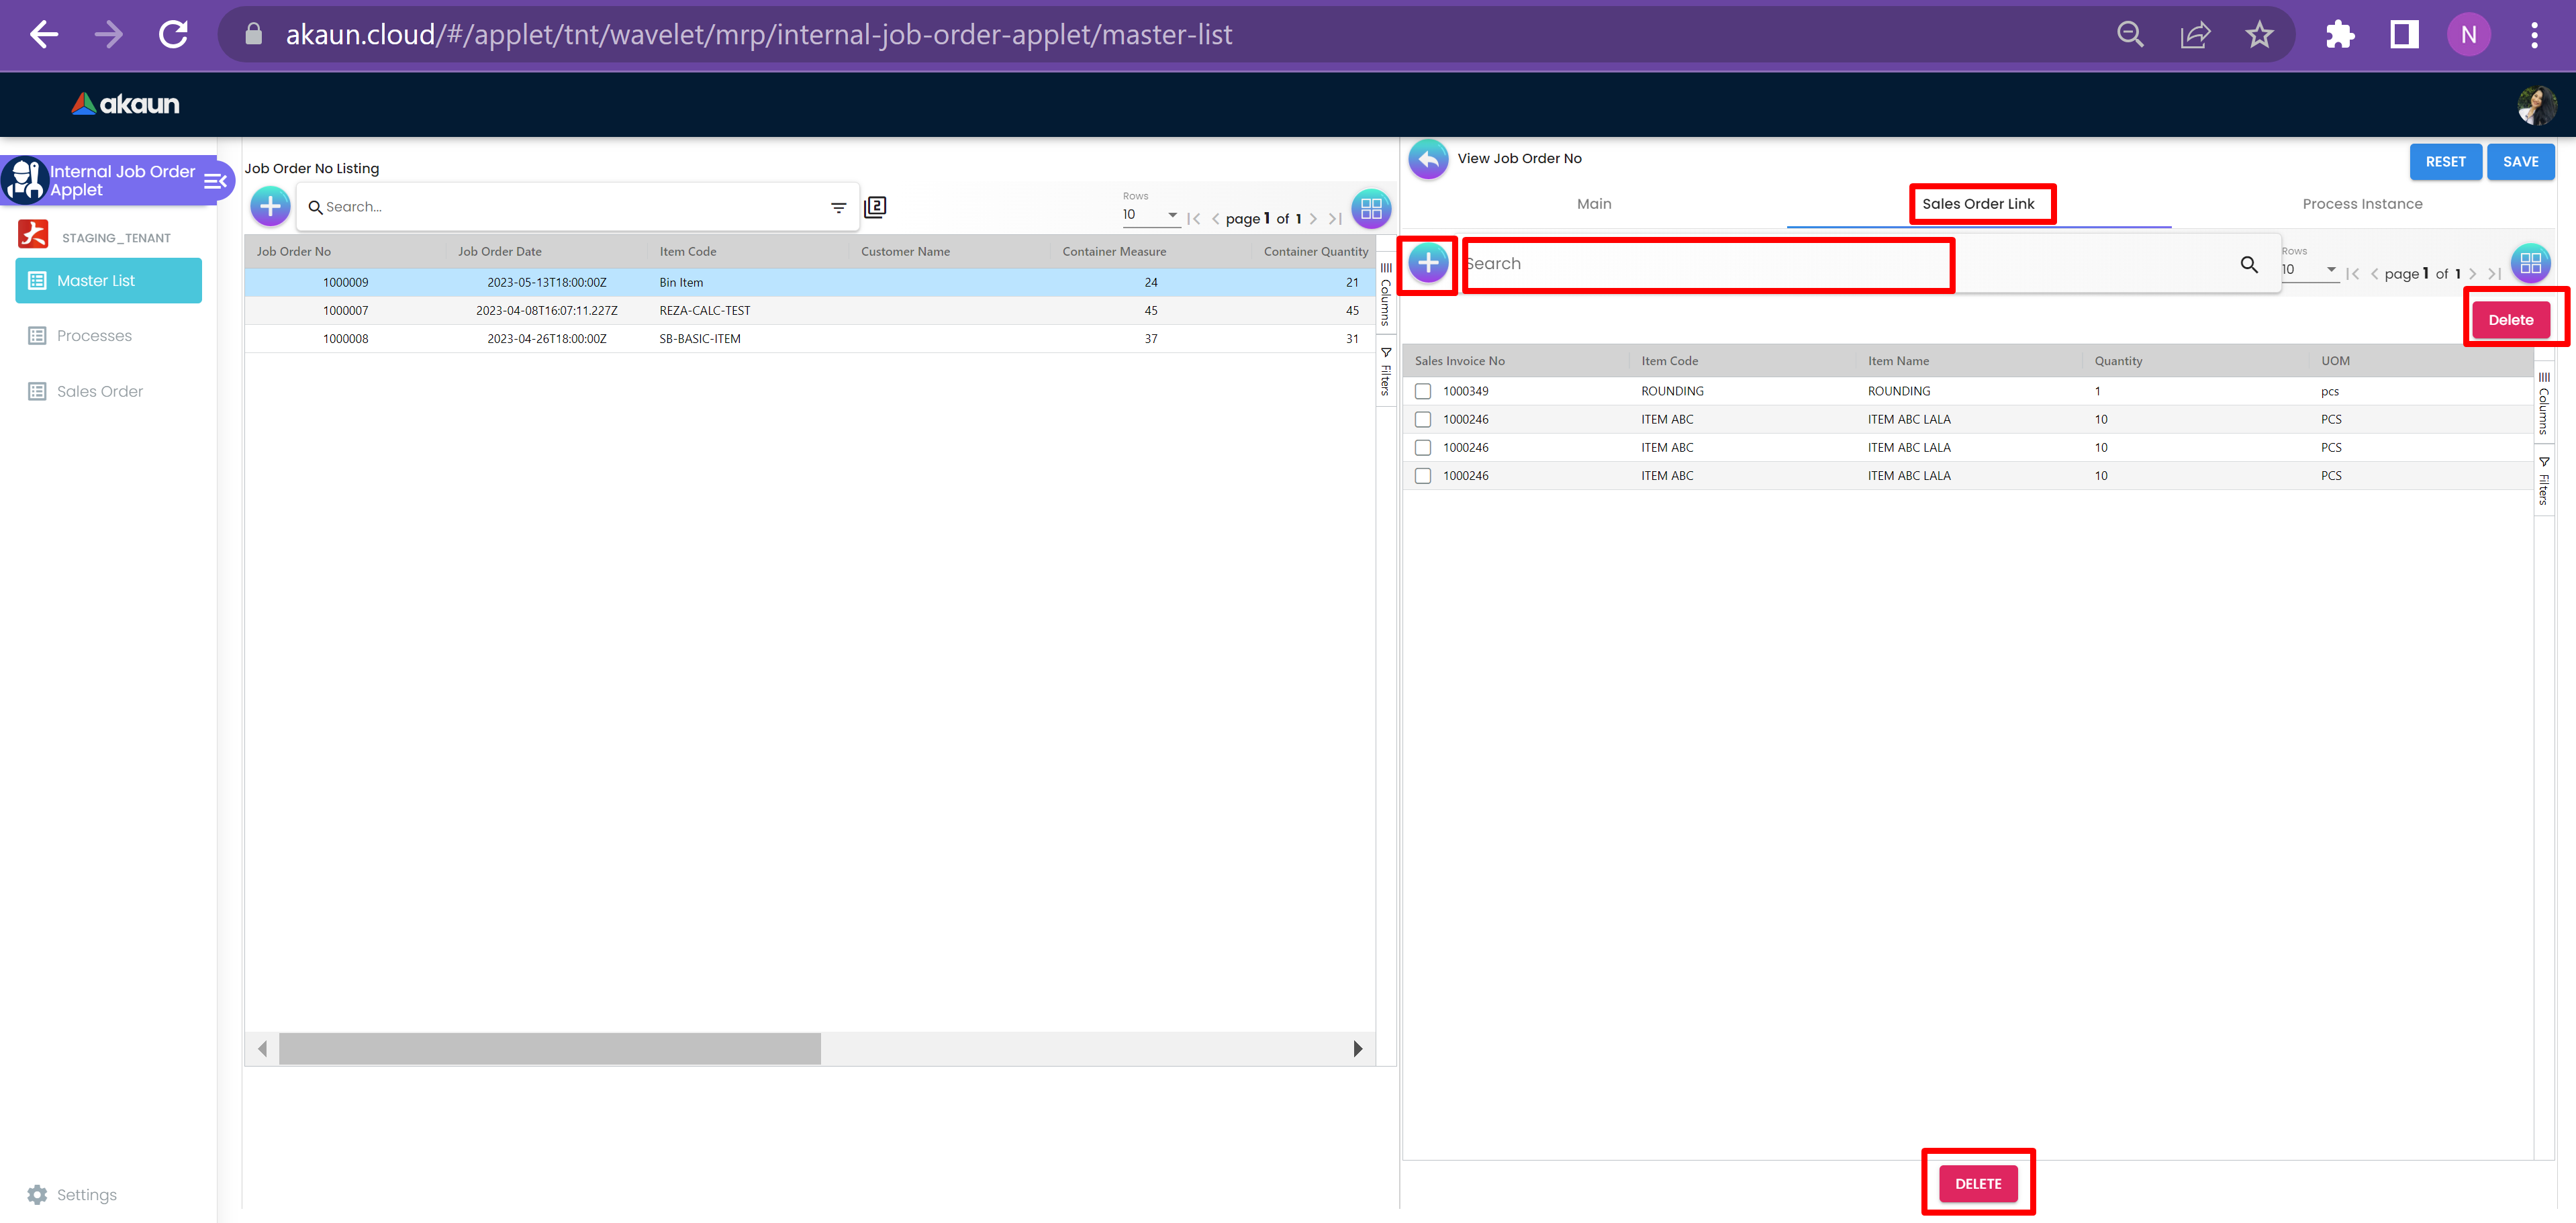 akaun.cloud/#/applet/tnt/wavelet/mrp/internal-job-order-applet/master-list
N
akaun
Internal Job Order Applet
STAGING_TENANT
Master List
Processes
Sales Order
Settings
Job Order No Listing
Search...
2
Rows
10
page 1 of 1
Job Order No Job Order Date Item Code Customer Name Container Measure Container Quantity
1000009 2023-05-13T18:00:00Z Bin Item 24 21
1000007 2023-04-08T16:07:11.227Z REZA-CALC-TEST 45 45
1000008 2023-04-26T18:00:00Z SB-BASIC-ITEM 37 31
Columns
Filters
View Job Order No
RESET SAVE
Main Sales Order Link Process Instance
Search
Rows
10
page 1 of 1
Delete
Sales Invoice No Item Code Item Name Quantity UOM
1000349 ROUNDING ROUNDING 1 pcs
1000246 ITEM ABC ITEM ABC LALA 10 PCS
1000246 ITEM ABC ITEM ABC LALA 10 PCS
1000246 ITEM ABC ITEM ABC LALA 10 PCS
Columns
Filters
DELETE